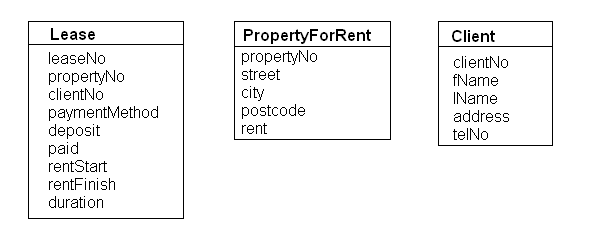 Lease
leaseNo
propertyNo
clientNo
paymentMethod
deposit
paid
rentStart
rentFinish
duration
PropertyForRent
propertyNo
street
city
postcode
rent
Client
clientNo
fName
lName
address
telNo